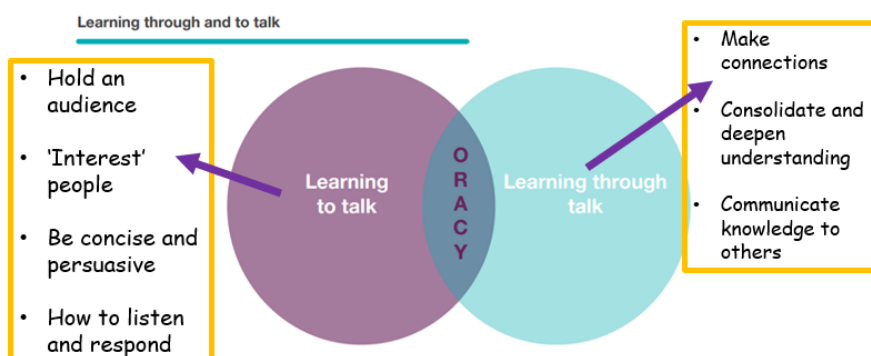 Learning through and to talk
• Hold an
audience
• 'Interest'
people
• Be concise and
persuasive
• How to listen
and respond
Learning
to talk
O
R
A
C
Y
Learning through
talk
• Make
connections
• Consolidate and
deepen
understanding
• Communicate
knowledge to
others